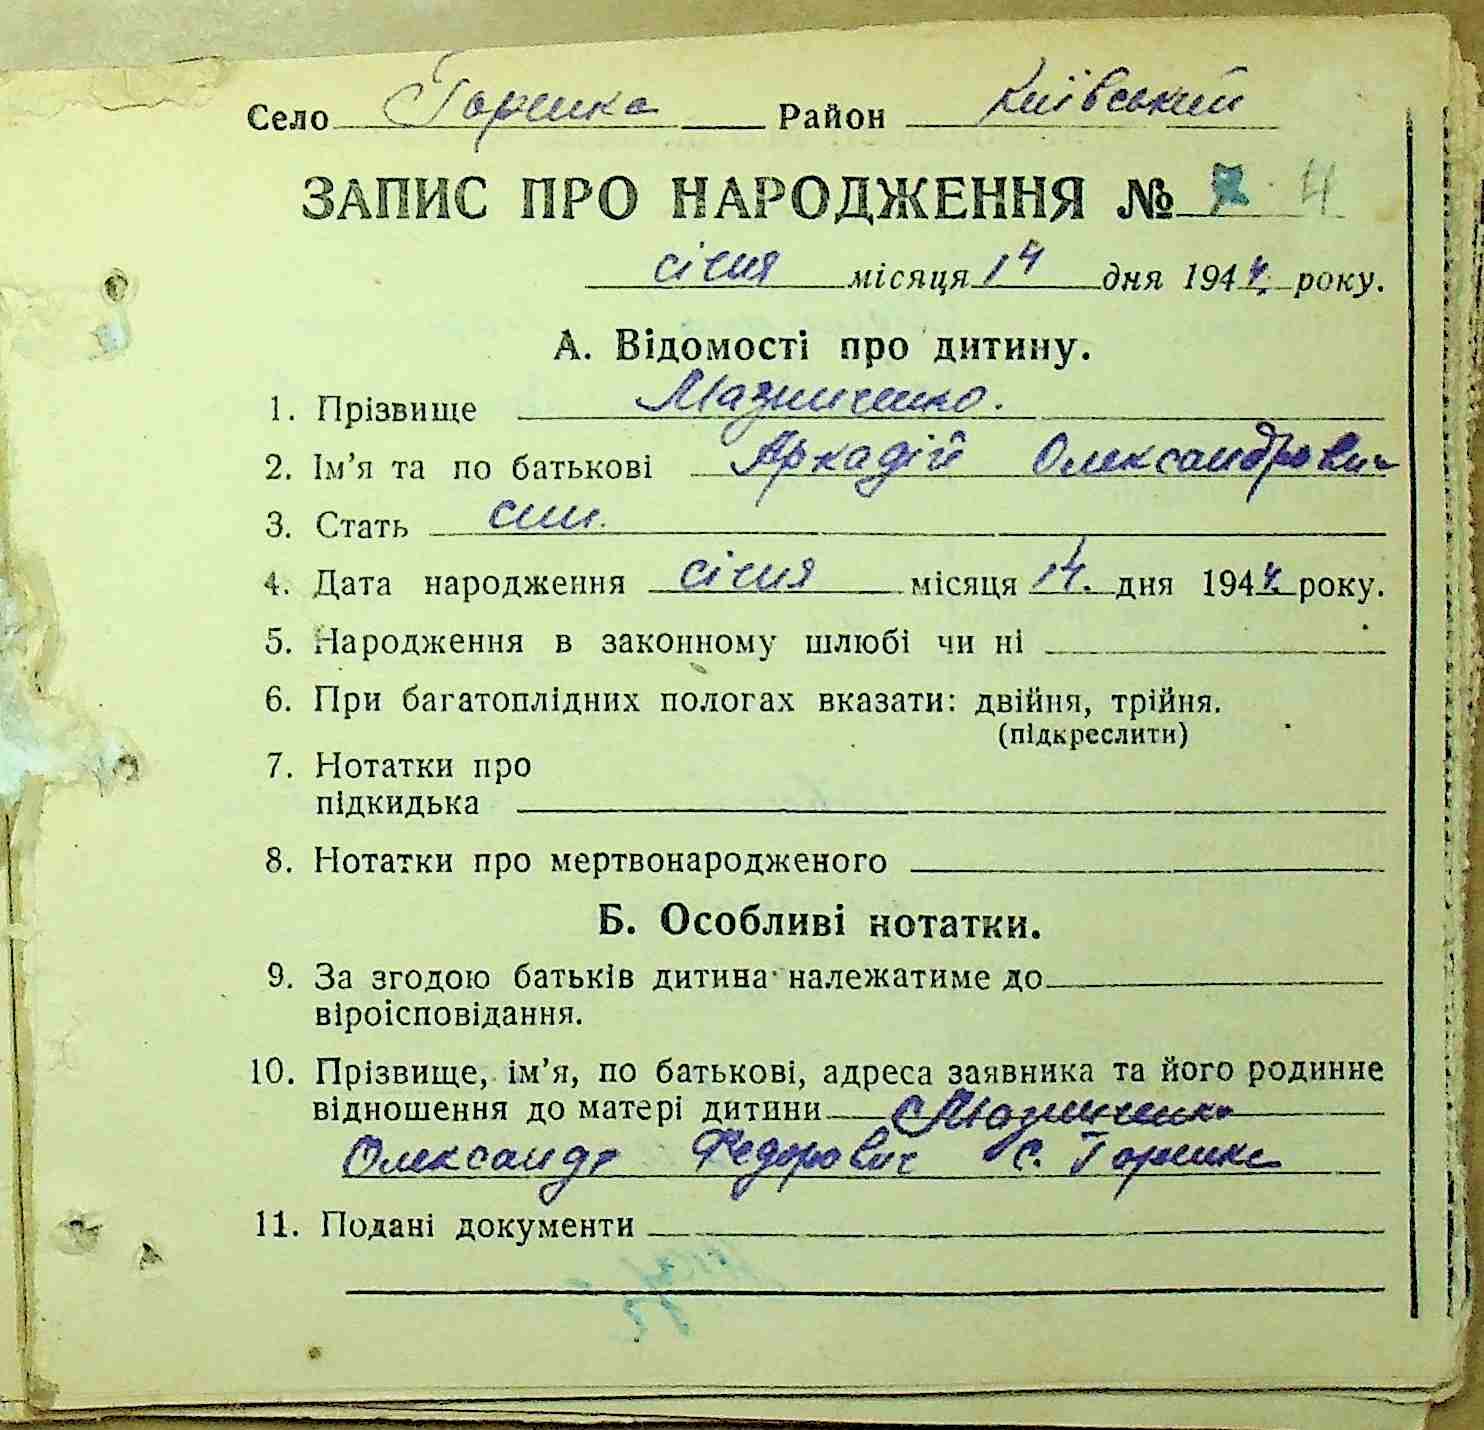 Село Горенка Район Київський
ЗАПИС ПРО НАРОДЖЕННЯ № 4
січня місяця 14 дня 1944 року.
А. Відомості про дитину.
1. Прізвище Мазниченко.
2. Ім’я та по батькові Аркадій Олександрович
3. Стать син.
4. Дата народження січня місяця 14. дня 1944 року.
5. Народження в законному шлюбі чи ні
6. При багатоплідних пологах вказати: двійня, трійня.
(підкреслити)
7. Нотатки про
підкидька
8. Нотатки про мертвонародженого
Б. Особливі нотатки.
9. За згодою батьків дитина належатиме до
віроісповідання.
10. Прізвище, ім’я, по батькові, адреса заявника та його родинне
відношення до матері дитини Мазниченко
Олександр Федорович с. Горенка
11. Подані документи